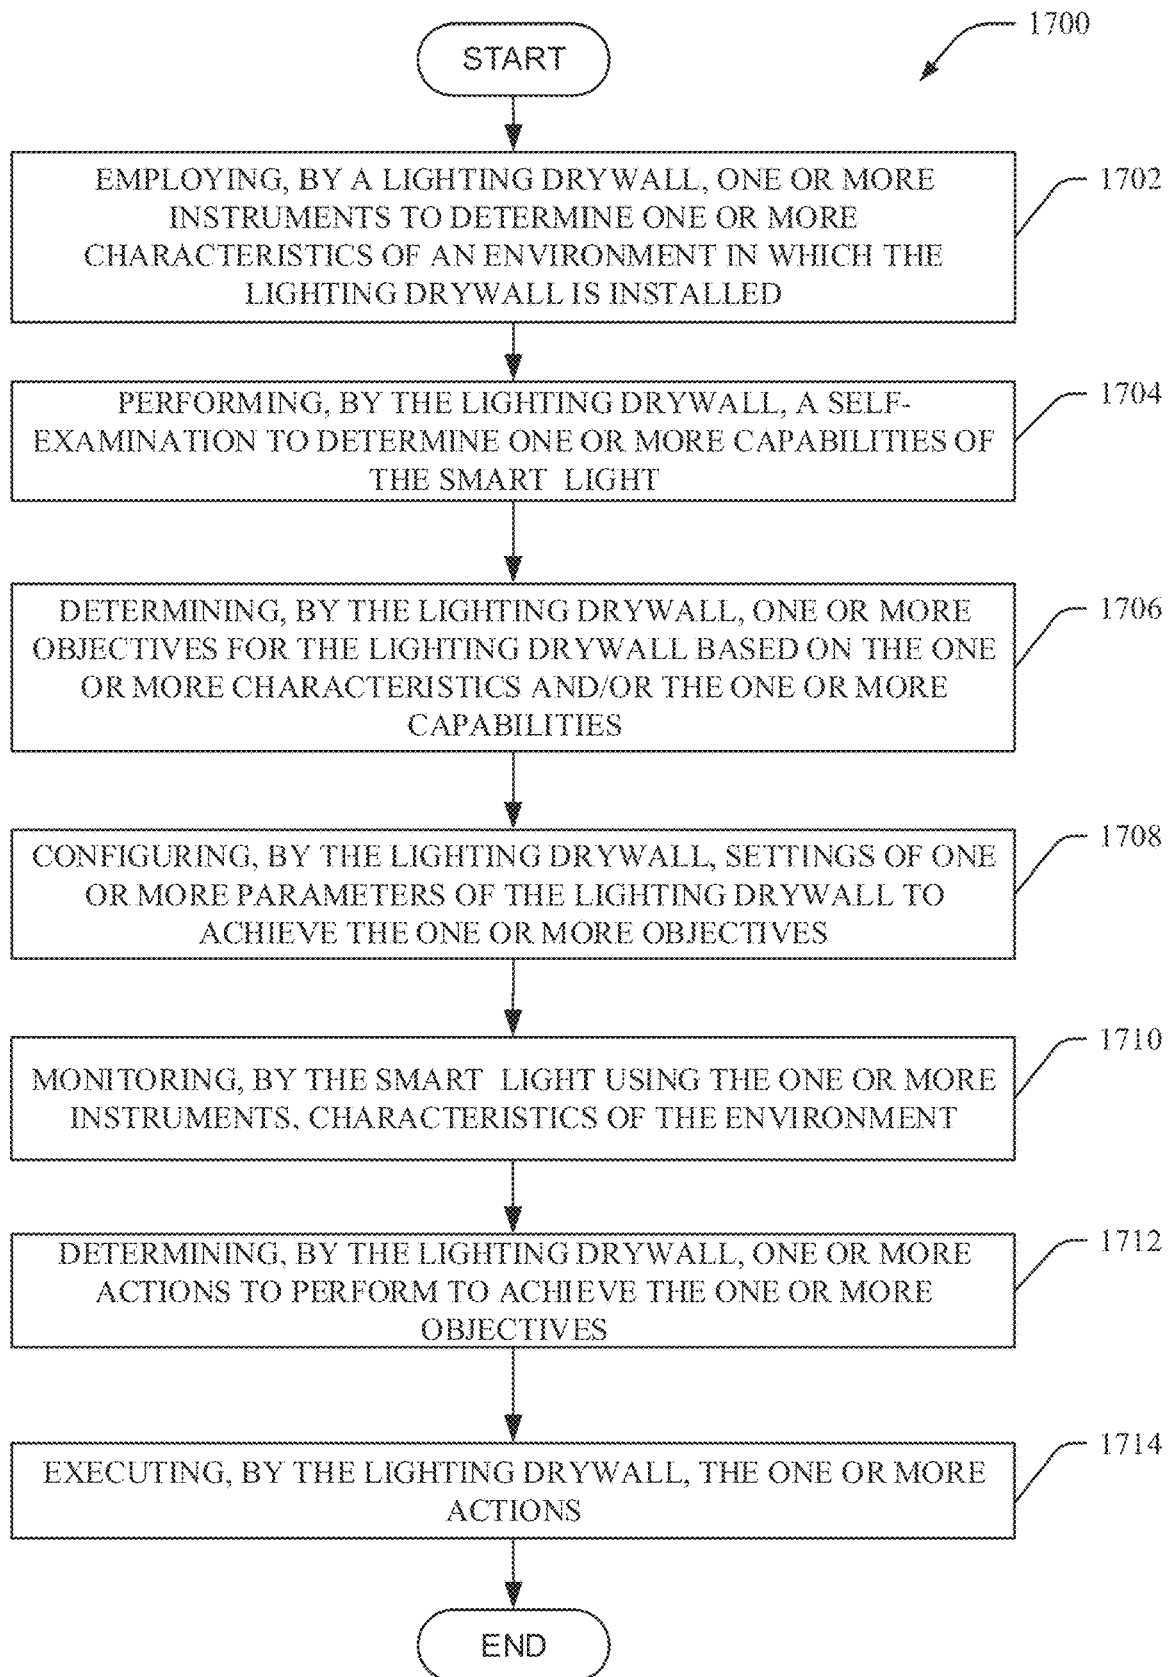 1700
START
EMPLOYING, BY A LIGHTING DRYWALL, ONE OR MORE
INSTRUMENTS TO DETERMINE ONE OR MORE
CHARACTERISTICS OF AN ENVIRONMENT IN WHICH THE
LIGHTING DRYWALL IS INSTALLED
1702
PERFORMING, BY THE LIGHTING DRYWALL, A SELF-
EXAMINATION TO DETERMINE ONE OR MORE CAPABILITIES OF
THE SMART LIGHT
1704
DETERMINING, BY THE LIGHTING DRYWALL, ONE OR MORE
OBJECTIVES FOR THE LIGHTING DRYWALL BASED ON THE ONE
OR MORE CHARACTERISTICS AND/OR THE ONE OR MORE
CAPABILITIES
1706
CONFIGURING, BY THE LIGHTING DRYWALL, SETTINGS OF ONE
OR MORE PARAMETERS OF THE LIGHTING DRYWALL TO
ACHIEVE THE ONE OR MORE OBJECTIVES
1708
MONITORING, BY THE SMART LIGHT USING THE ONE OR MORE
INSTRUMENTS, CHARACTERISTICS OF THE ENVIRONMENT
1710
DETERMINING, BY THE LIGHTING DRYWALL, ONE OR MORE
ACTIONS TO PERFORM TO ACHIEVE THE ONE OR MORE
OBJECTIVES
1712
EXECUTING, BY THE LIGHTING DRYWALL, THE ONE OR MORE
ACTIONS
1714
END